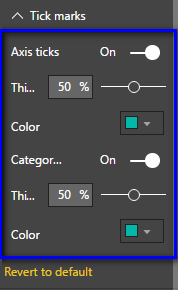 Tick marks
Axis ticks On
Thi... 50 %
Color
Categor... On
Thi... 50 %
Color
Revert to default